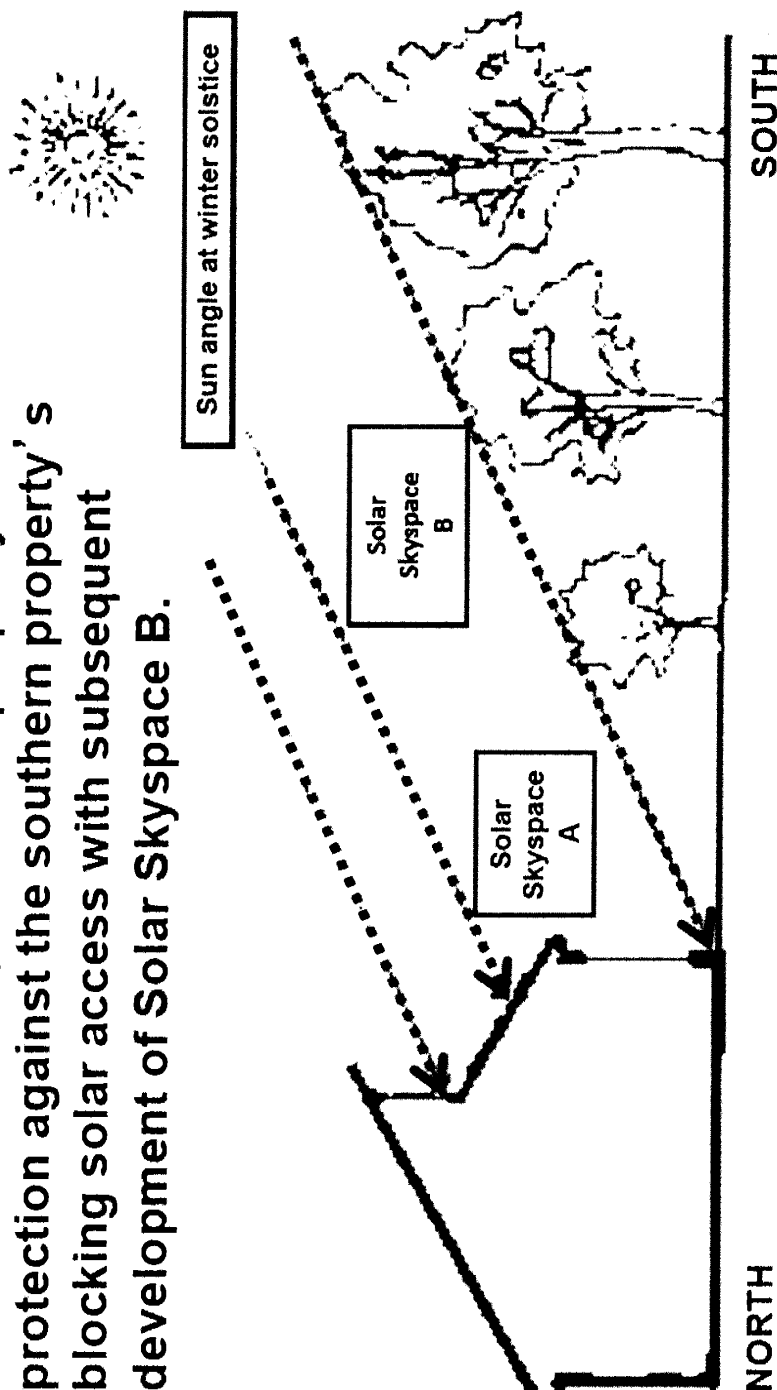 protection against the southern property's
blocking solar access with subsequent
development of Solar Skyspace B.
Sun angle at winter solstice
Solar
Skyspace
B
Solar
Skyspace
A
NORTH
SOUTH